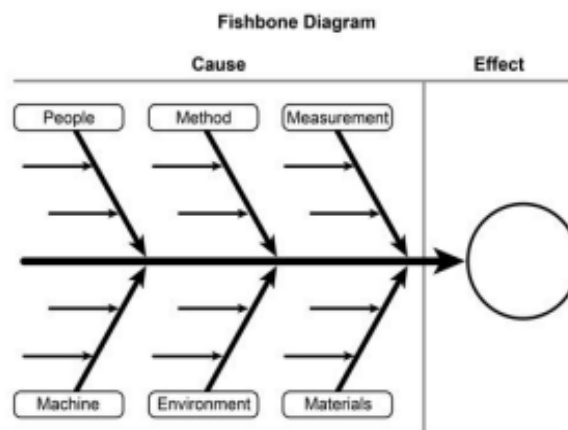 Fishbone Diagram
Cause
Effect
People
Method
Measurement
Machine
Environment
Materials